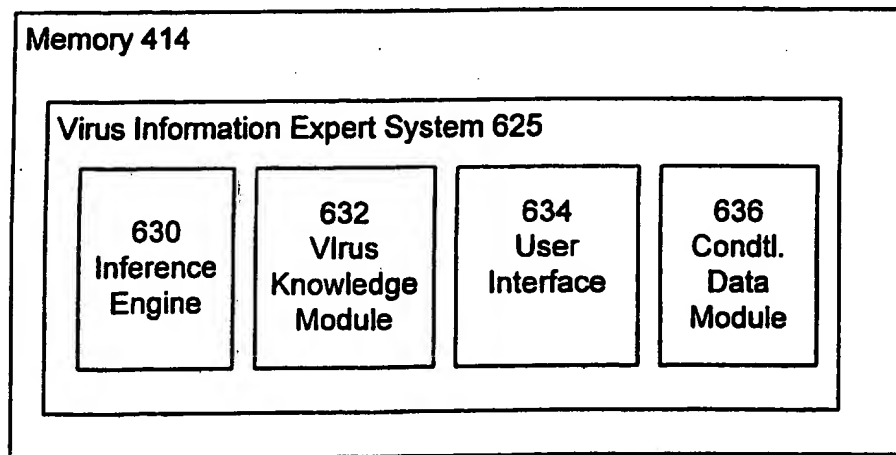 Memory 414
Virus Information Expert System 625
630
Inference
Engine
632
Virus
Knowledge
Module
634
User
Interface
636
Condtl.
Data
Module